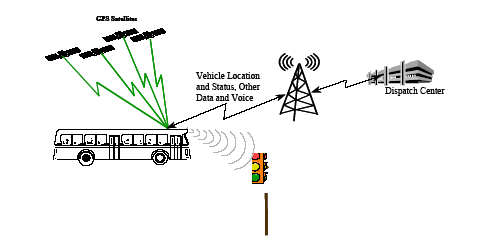 GPS Satellites
Vehicle Location
and Status, Other
Data and Voice
Dispatch Center